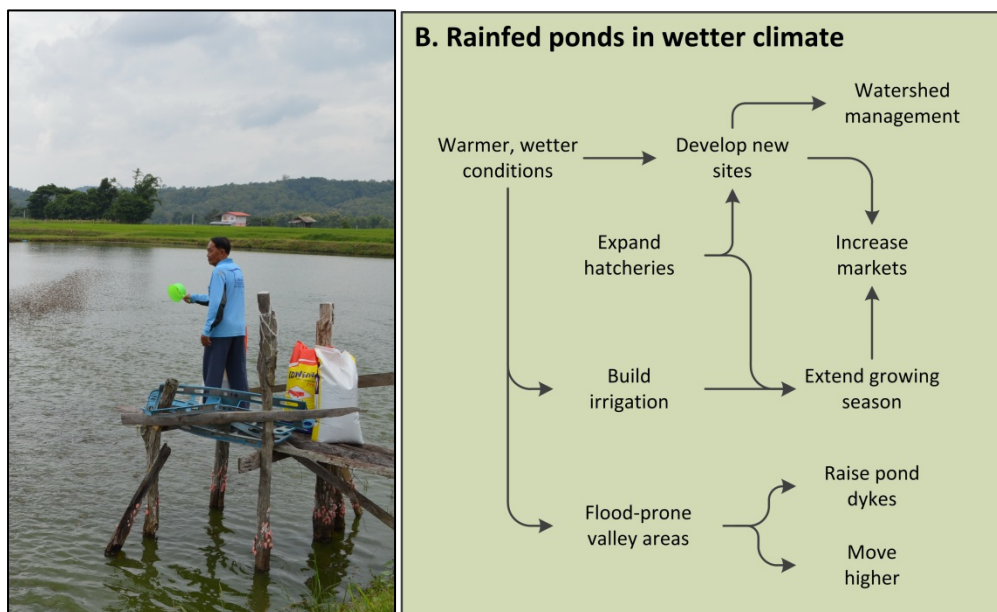 B. Rainfed ponds in wetter climate
Watershed
management
Warmer, wetter
conditions
Develop new
sites
Expand
hatcheries
Increase
markets
Build
irrigation
Extend growing
season
Raise pond
dykes
Flood-prone
valley areas
Move
higher